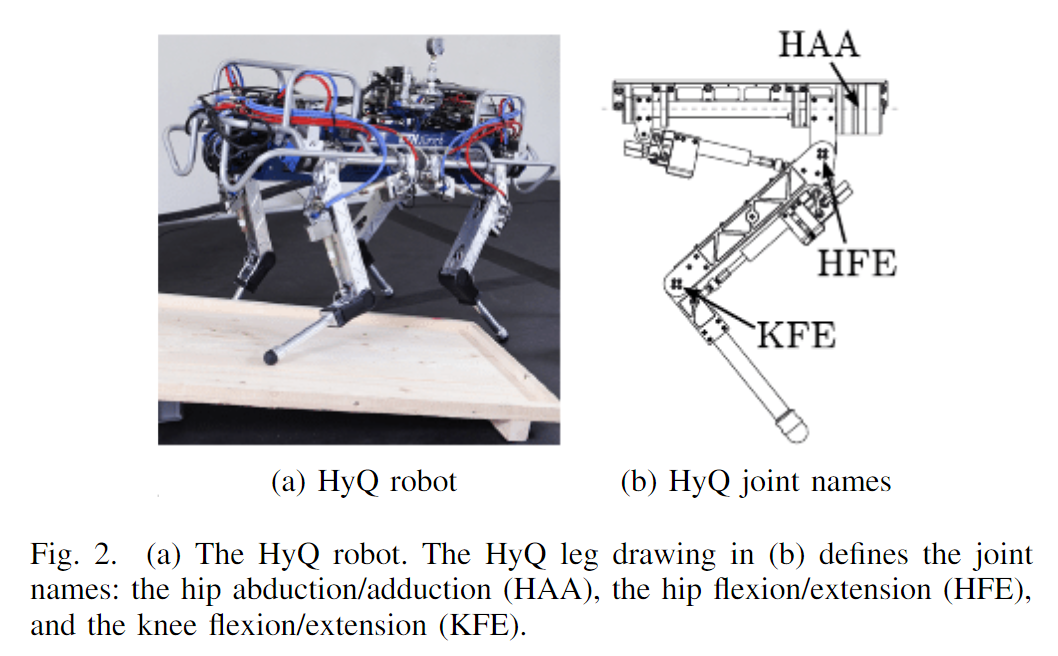 HAA
HFE
KFE
(a) HyQ robot
(b) HyQ joint names
Fig. 2. (a) The HyQ robot. The HyQ leg drawing in (b) defines the joint
names: the hip abduction/adduction (HAA), the hip flexion/extension (HFE),
and the knee flexion/extension (KFE).